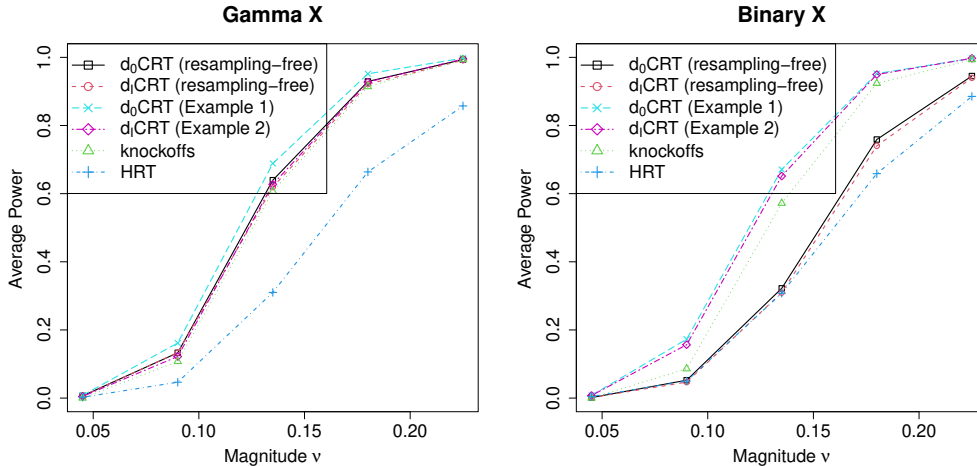 Gamma X
Average Power
1.0
0.8
0.6
0.4
0.2
0.0
d0CRT (resampling−free)
dICRT (resampling−free)
d0CRT (Example 1)
dICRT (Example 2)
knockoffs
HRT
0.05
0.10
0.15
0.20
Magnitude ν
Binary X
Average Power
1.0
0.8
0.6
0.4
0.2
0.0
d0CRT (resampling−free)
dICRT (resampling−free)
d0CRT (Example 1)
dICRT (Example 2)
knockoffs
HRT
0.05
0.10
0.15
0.20
Magnitude ν